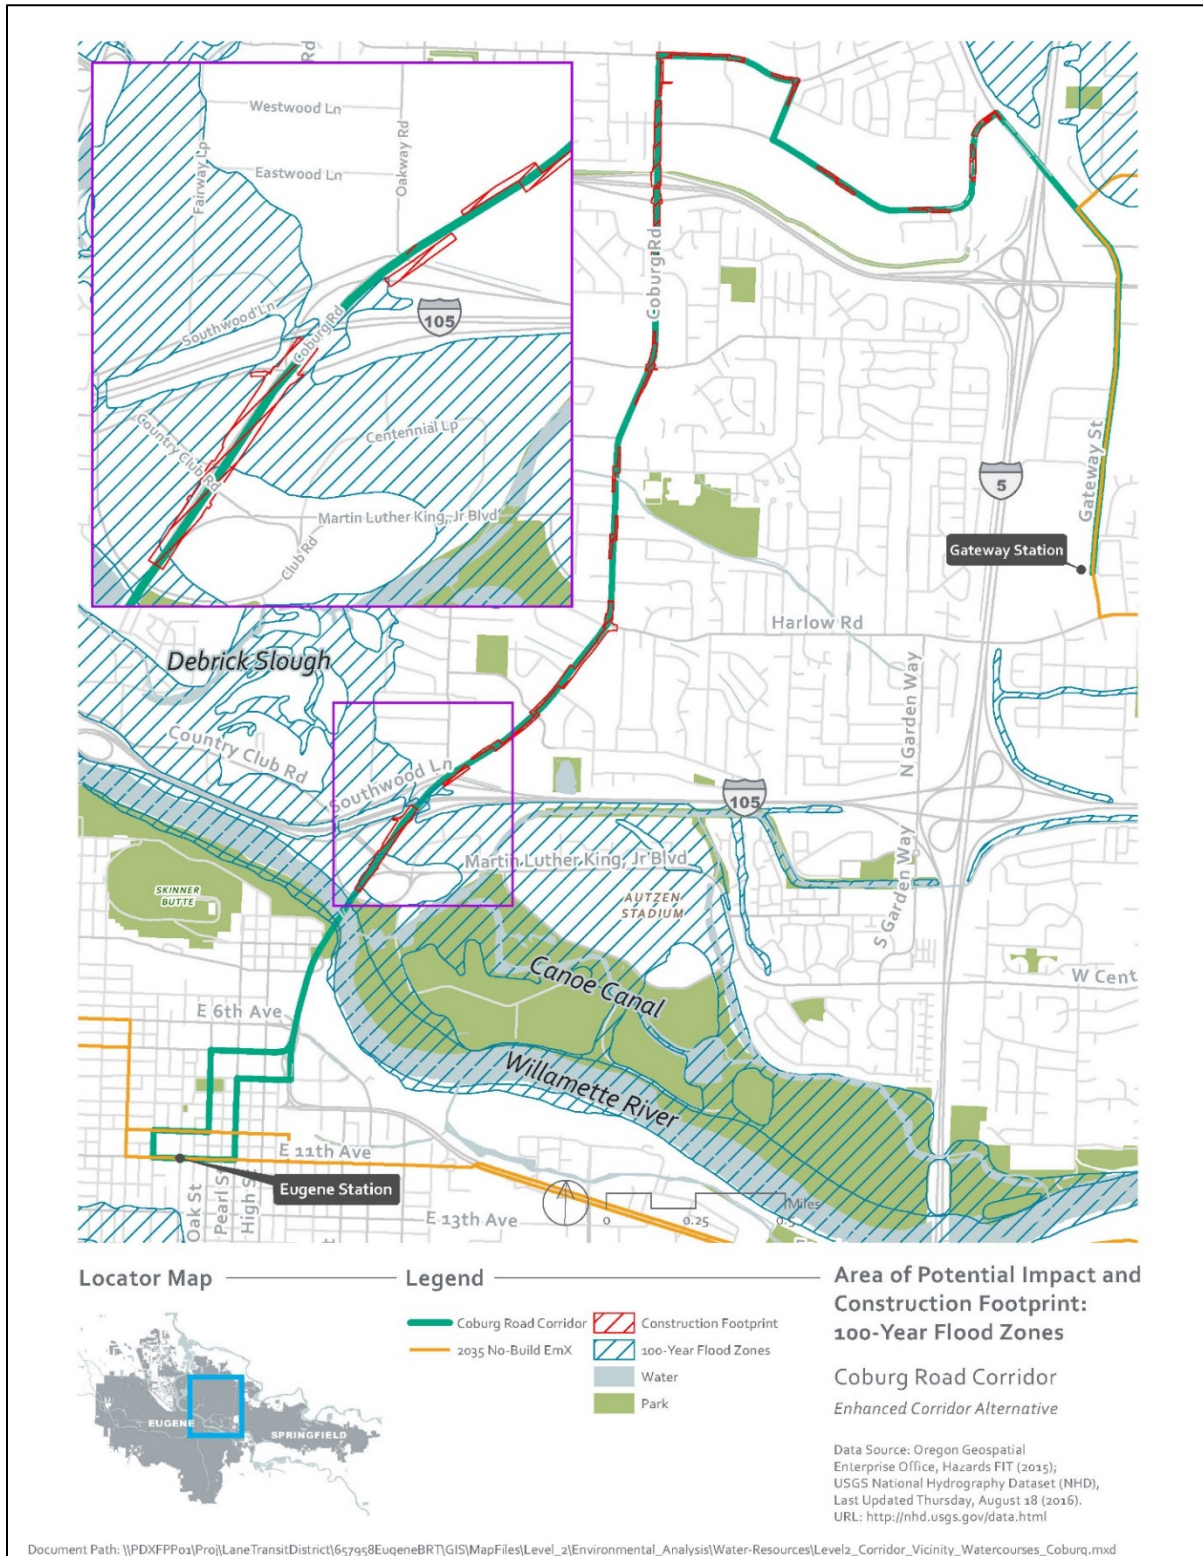 Rd
Westwood Ln
Oakway Rd
Fairway Lp
Eastwood Ln
Southwood Ln
Coburg Rd
105
Country Club Rd
Centennial Lp
Martin Luther King, Jr Blvd
Club Rd
Coburg Rd
5
Gateway St
Gateway Station
Harlow Rd
Debrick Slough
N Garden Way
Country Club Rd
Southwood Ln
105
Martin Luther King, Jr Blvd
SKINNER
BUTTE
AUTZEN
STADIUM
S Garden Way
Canoe Canal
W Cent
E 6th Ave
Willamette River
E 11th Ave
Eugene Station
Oak St
Pearl St
High St
E 13th Ave
Miles
0 0.25 0.5
Locator Map
EUGENE
SPRINGFIELD
Legend
Coburg Road Corridor
2035 No-Build EmX
Construction Footprint
100-Year Flood Zones
Water
Park
Area of Potential Impact and
Construction Footprint:
100-Year Flood Zones
Coburg Road Corridor
Enhanced Corridor Alternative
Data Source: Oregon Geospatial
Enterprise Office, Hazards FIT (2015);
USGS National Hydrography Dataset (NHD),
Last Updated Thursday, August 18 (2016).
URL: http://nhd.usgs.gov/data.html
Document Path: \\PDXFPP01\Proj\LaneTransitDistrict\657958EugeneBRT\GIS\MapFiles\Level_2\Environmental_Analysis\Water-Resources\Level2_Corridor_Vicinity_Watercourses_Coburg.mxd